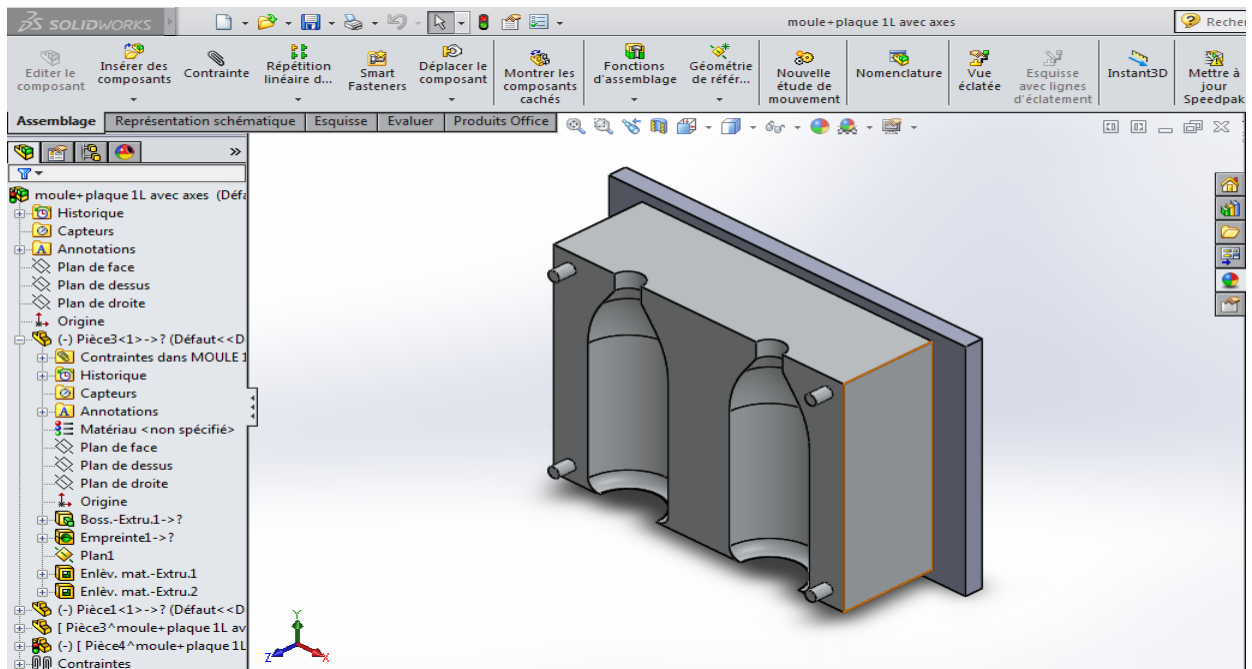 SOLIDWORKS
moule+plaque 1L avec axes
Recher
Editer le
composant
Insérer des
composants
Contrainte
Répétition
linéaire d...
Smart
Fasteners
Déplacer le
composant
Montrer les
composants
cachés
Fonctions
d'assemblage
Géométrie
de référ...
Nouvelle
étude de
mouvement
Nomenclature
Vue
éclatée
Esquisse
avec lignes
d'éclatement
Instant3D
Mettre à
jour
Speedpak
Assemblage
Représentation schématique
Esquisse
Evaluer
Produits Office
moule+plaque 1L avec axes (Défa
Historique
Capteurs
Annotations
Plan de face
Plan de dessus
Plan de droite
Origine
(-) Pièce3<1>->? (Défaut<<D
Contraintes dans MOULE 1
Historique
Capteurs
Annotations
Matériau <non spécifié>
Plan de face
Plan de dessus
Plan de droite
Origine
Boss.-Extru.1->?
Empreinte1->?
Plan1
Enlèv. mat.-Extru.1
Enlèv. mat.-Extru.2
(-) Pièce1<1>->? (Défaut<<D
[ Pièce3^moule+plaque 1L av
(-) [ Pièce4^moule+plaque 1L
Contraintes
Y
Z
X